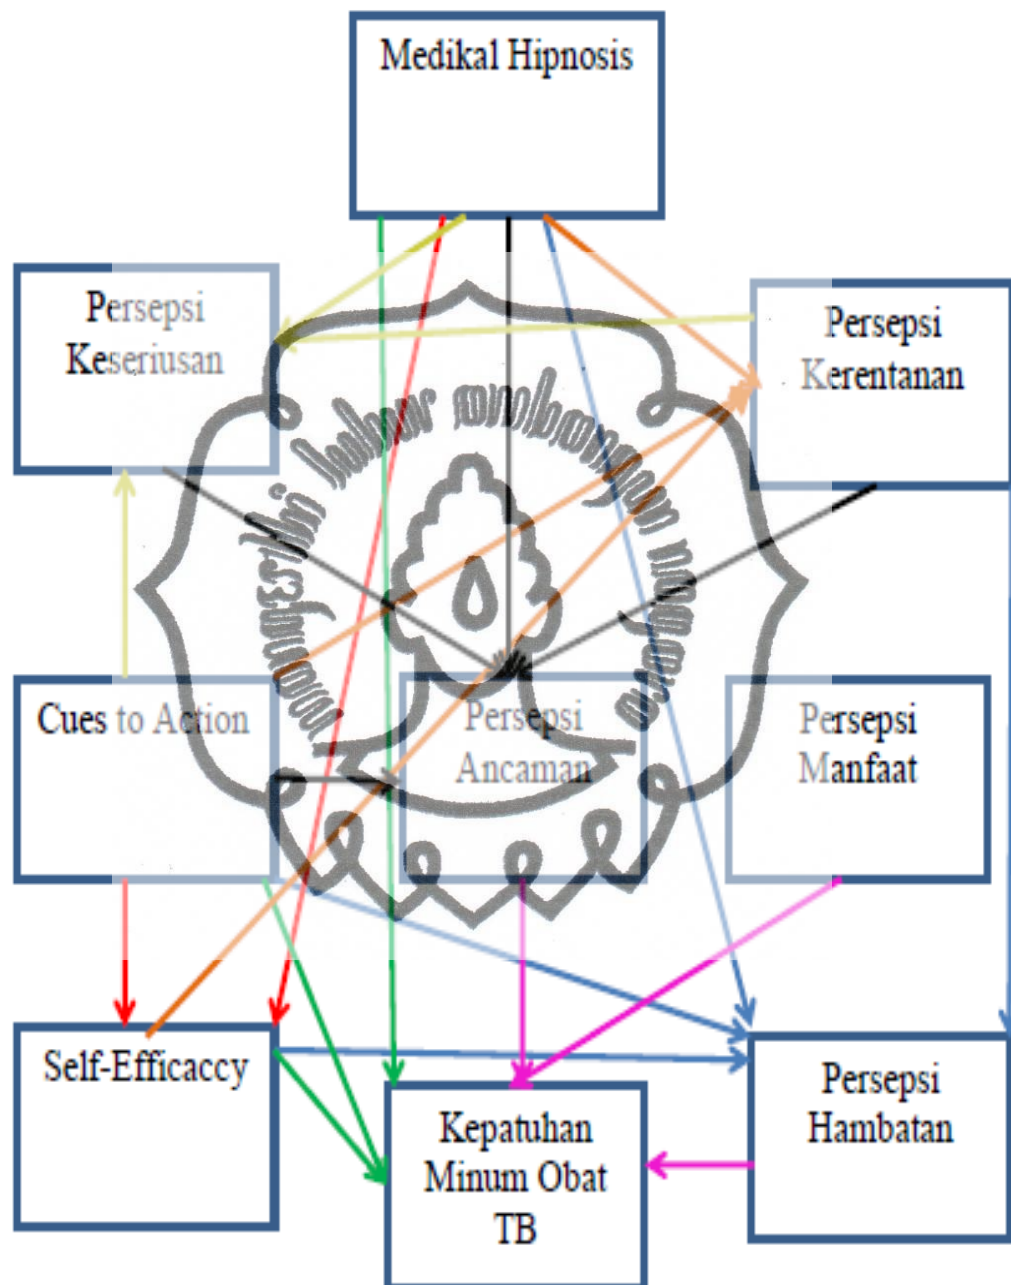 Medikal Hipnosis
Persepsi
Keseriusan
Persepsi
Kerentanan
Cues to Action
Persepsi
Ancaman
Persepsi
Manfaat
Self-Efficaccy
Kepatuhan
Minum Obat
TB
Persepsi
Hambatan